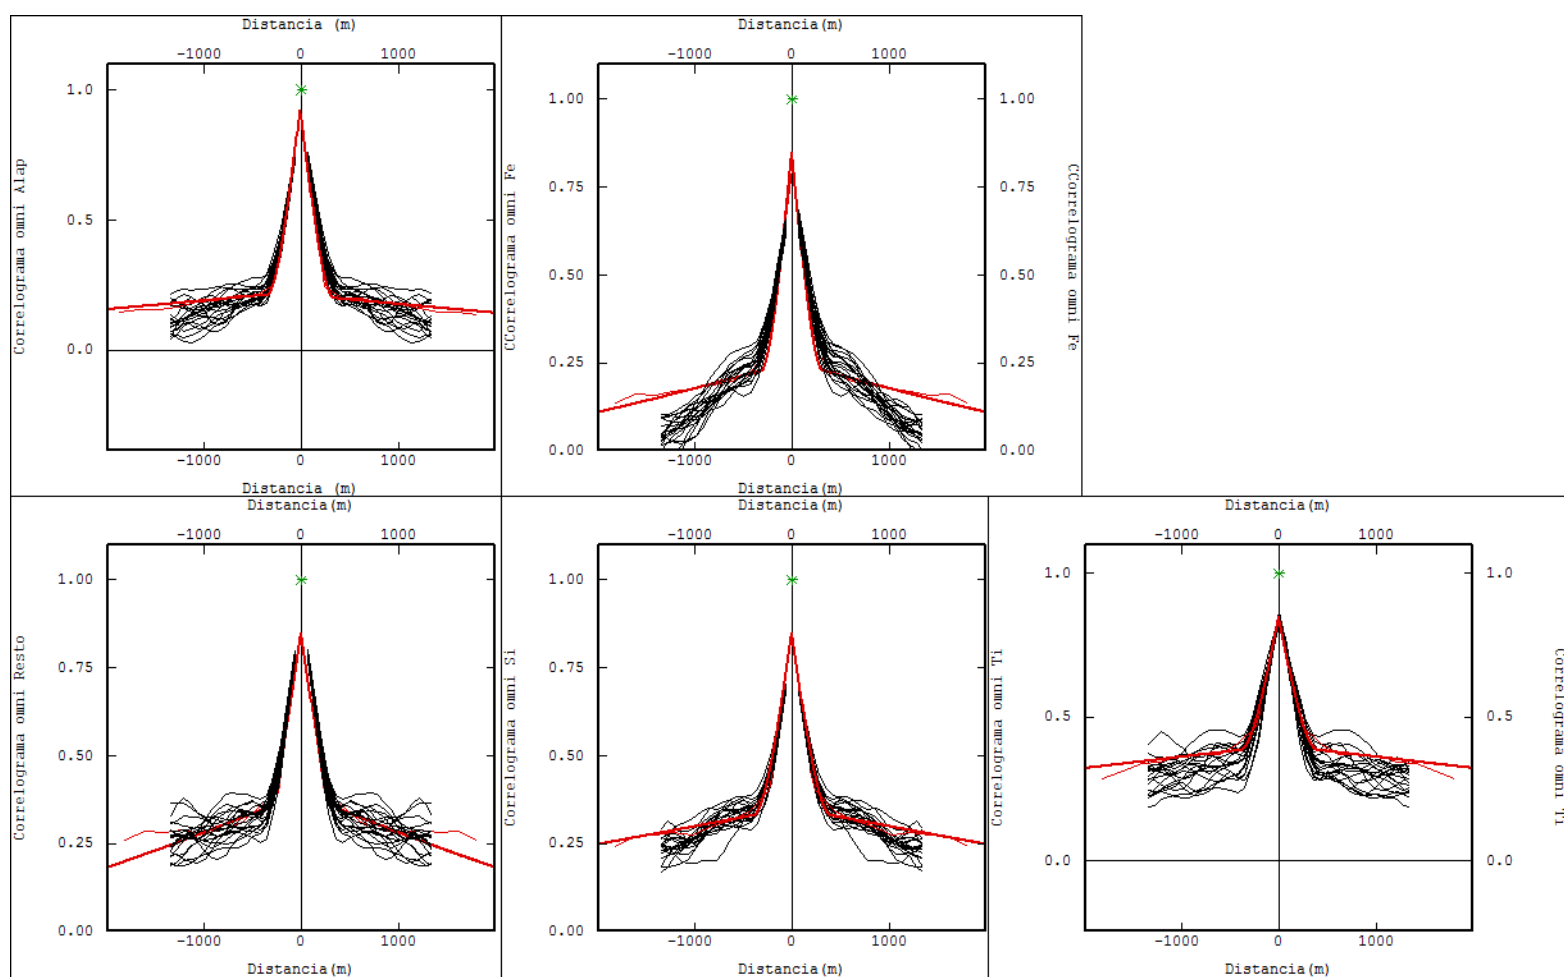 Distancia (m)
-1000 0 1000
Correlograma omni Alap
1.0
0.5
0.0
-1000 0 1000
Distancia (m)
Distancia(m)
-1000 0 1000
CCorrelograma omni Fe
1.00 1.00
0.75 0.75
0.50 0.50
0.25 0.25
0.00 0.00
CCorrelograma omni Fe
-1000 0 1000
Distancia(m)
Distancia(m)
-1000 0 1000
Correlograma omni Resto
1.00
0.75
0.50
0.25
0.00
-1000 0 1000
Distancia(m)
Distancia(m)
-1000 0 1000
Correlograma omni Si
1.00
0.75
0.50
0.25
0.00
-1000 0 1000
Distancia(m)
Distancia(m)
-1000 0 1000
Correlograma omni Ti
1.0 1.0
0.5 0.5
0.0 0.0
Correlograma omni Ti
-1000 0 1000
Distancia(m)